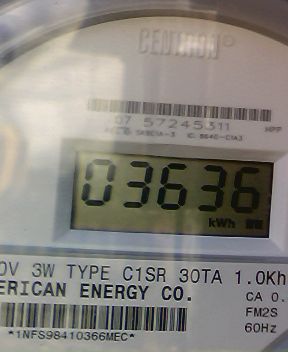 CENTRON®
07 57245311
HPP
03636
kWh
0V 3W TYPE C1SR 30TA 1.0Kh
ERICAN ENERGY CO.
CA 0.
FM2S
60Hz
*1NFS98410366MEC*